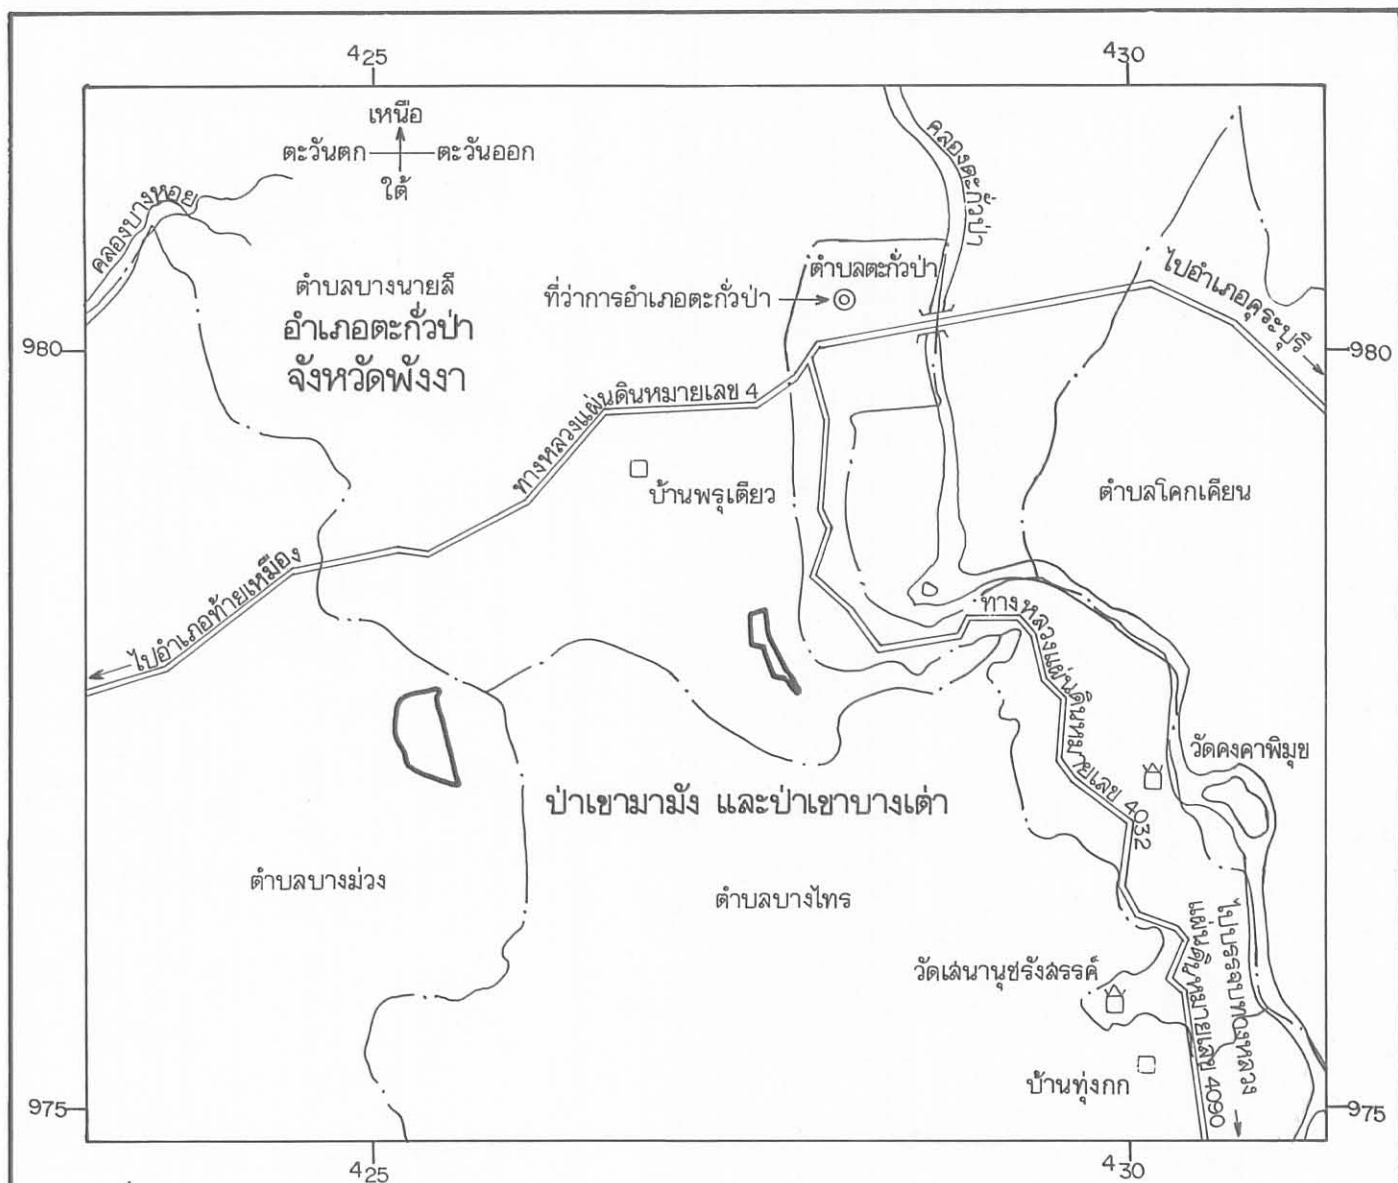 425
430
เหนือ
ตะวันตก
ตะวันออก
ใต้
คลองบางหอย
คลองตะกั่วป่า
ตำบลตะกั่วป่า
ที่ว่าการอำเภอตะกั่วป่า
ไปอำเภอคุระบุรี
ตำบลบางนายสี
อำเภอตะกั่วป่า
จังหวัดพังงา
980
980
ทางหลวงแผ่นดินหมายเลข 4
บ้านพรุเตียว
ตำบลโคกเคียน
ไปอำเภอท้ายเหมือง
ทางหลวงแผ่นดินหมายเลข 4032
วัดคงคาพิมุข
ป่าเขามามัง และป่าเขาบางเต่า
ตำบลบางม่วง
ตำบลบางไทร
วัดเสนานุชรังสรรค์
ไปบรรจบทางหลวง
แผ่นดินหมายเลข 4090
บ้านทุ่งกก
975
975
425
430